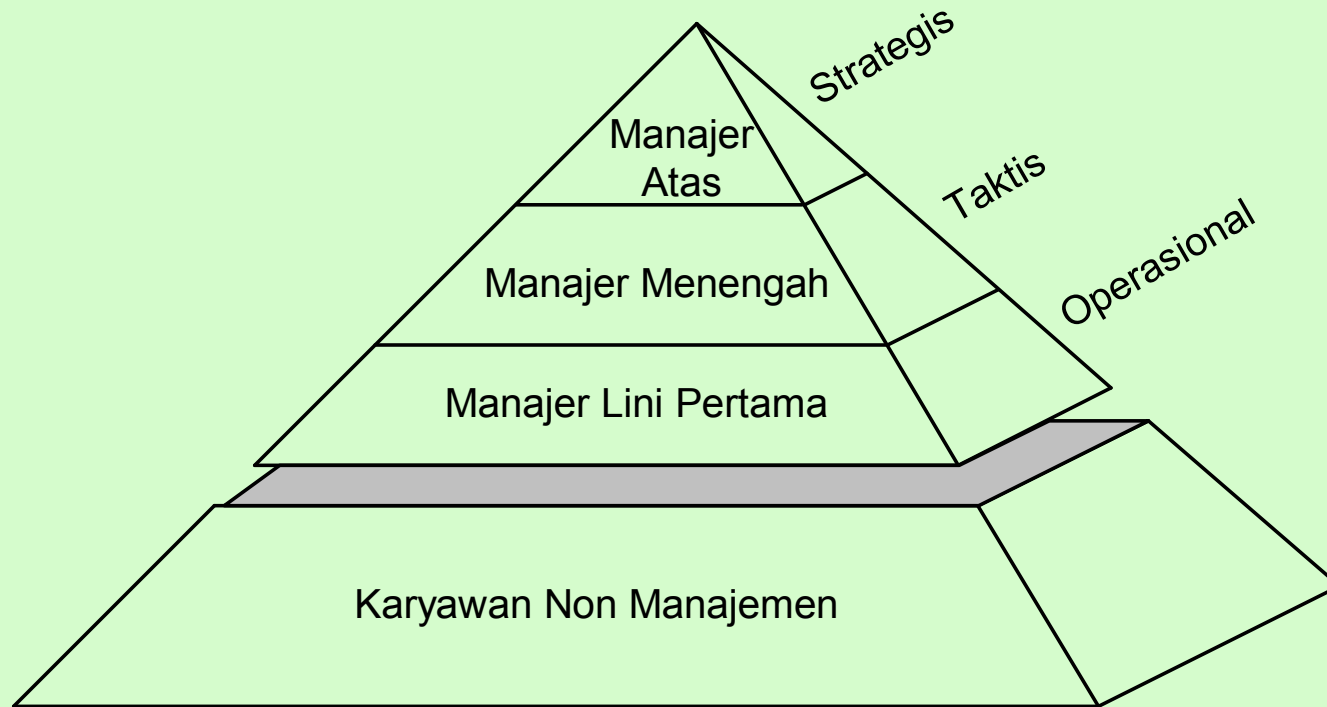 Strategis
Manajer
Atas
Taktis
Manajer Menengah
Operasional
Manajer Lini Pertama
Karyawan Non Manajemen